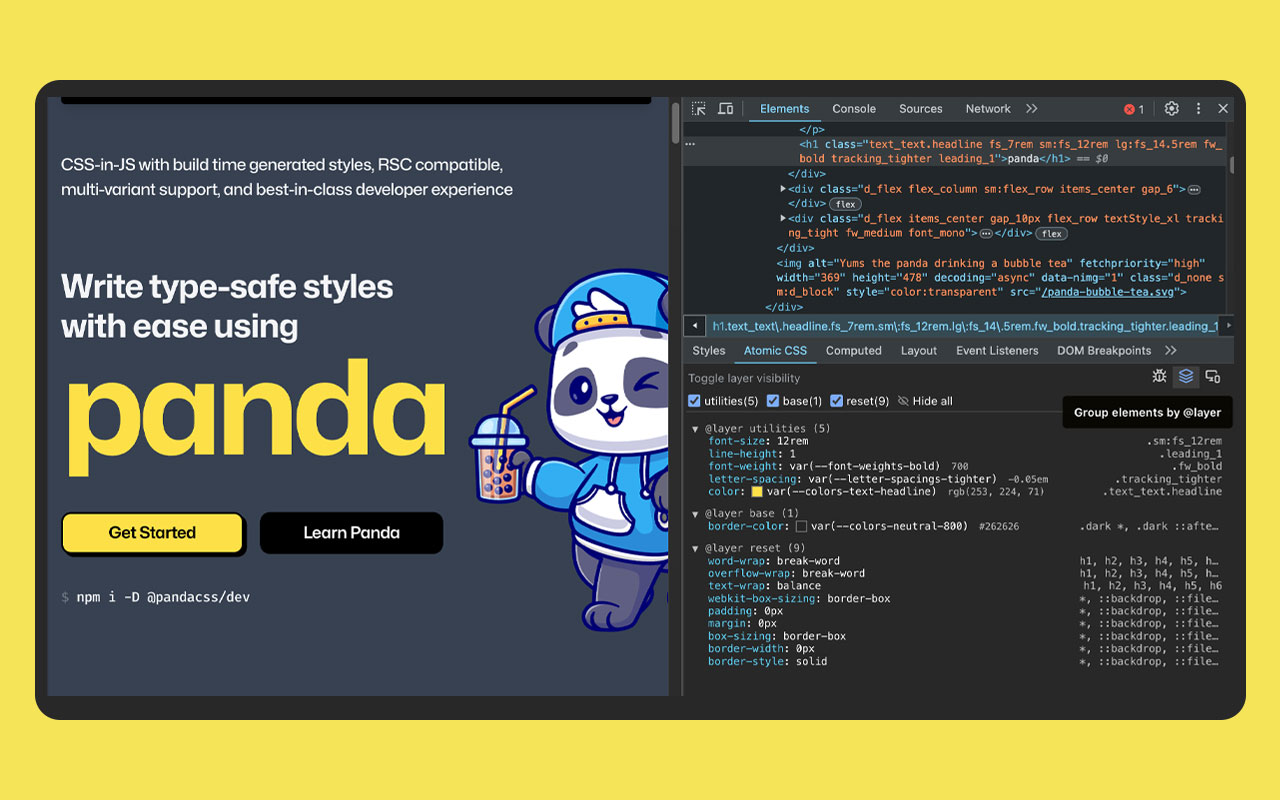 CSS-in-JS with build time generated styles, RSC compatible,
multi-variant support, and best-in-class developer experience
Write type-safe styles
with ease using
panda
Get Started
Learn Panda
$ npm i -D @pandacss/dev
Elements Console Sources Network 1
</p>
<h1 class="text_text.headline fs_7rem sm:fs_12rem lg:fs_14.5rem fw_
bold tracking_tighter leading_1">panda</h1> == $0
</div>
<div class="d_flex flex_column sm:flex_row items_center gap_6">
</div> flex
<div class="d_flex items_center gap_10px flex_row textStyle_xl tracki
ng_tight fw_medium font_mono"> </div> flex
</div>
<img alt="Yums the panda drinking a bubble tea" fetchpriority="high"
width="369" height="478" decoding="async" data-nimg="1" class="d_none s
m:d_block" style="color:transparent" src="/panda-bubble-tea.svg">
</div>
h1.text_text\.headline.fs_7rem.sm\:fs_12rem.lg\:fs_14\.5rem.fw_bold.tracking_tighter.leading_1
Styles Atomic CSS Computed Layout Event Listeners DOM Breakpoints
Toggle layer visibility
utilities(5) base(1) reset(9) Hide all
Group elements by @layer
@layer utilities (5)
font-size: 12rem .sm:fs_12rem
line-height: 1 .leading_1
font-weight: var(--font-weights-bold) 700 .fw_bold
letter-spacing: var(--letter-spacings-tighter) -0.05em .tracking_tighter
color: var(--colors-text-headline) rgb(253, 224, 71) .text_text.headline
@layer base (1)
border-color: var(--colors-neutral-800) #262626 .dark *, .dark ::afte…
@layer reset (9)
word-wrap: break-word h1, h2, h3, h4, h5, h…
overflow-wrap: break-word h1, h2, h3, h4, h5, h…
text-wrap: balance h1, h2, h3, h4, h5, h6
webkit-box-sizing: border-box *, ::backdrop, ::file…
padding: 0px *, ::backdrop, ::file…
margin: 0px *, ::backdrop, ::file…
box-sizing: border-box *, ::backdrop, ::file…
border-width: 0px *, ::backdrop, ::file…
border-style: solid *, ::backdrop, ::file…